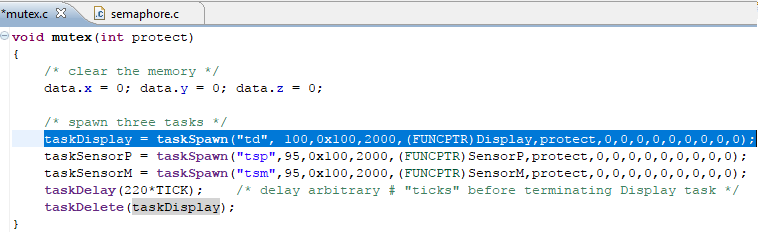 *mutex.c semaphore.c
void mutex(int protect)
{
/* clear the memory */
data.x = 0; data.y = 0; data.z = 0;
/* spawn three tasks */
taskDisplay = taskSpawn("td", 100,0x100,2000,(FUNCPTR)Display,protect,0,0,0,0,0,0,0,0,0);
taskSensorP = taskSpawn("tsp",95,0x100,2000,(FUNCPTR)SensorP,protect,0,0,0,0,0,0,0,0,0);
taskSensorM = taskSpawn("tsm",95,0x100,2000,(FUNCPTR)SensorM,protect,0,0,0,0,0,0,0,0,0);
taskDelay(220*TICK); /* delay arbitrary # "ticks" before terminating Display task */
taskDelete(taskDisplay);
}